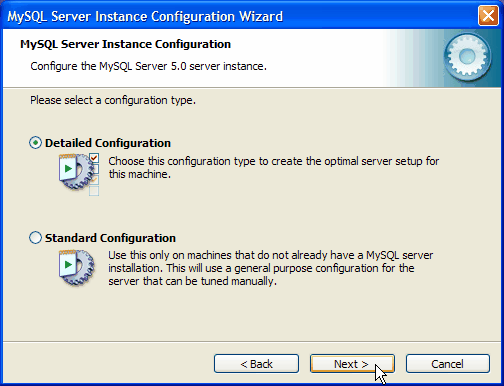 MySQL Server Instance Configuration Wizard
MySQL Server Instance Configuration
Configure the MySQL Server 5.0 server instance.
Please select a configuration type.
Detailed Configuration
Choose this configuration type to create the optimal server setup for
this machine.
Standard Configuration
Use this only on machines that do not already have a MySQL server
installation. This will use a general purpose configuration for the
server that can be tuned manually.
< Back
Next >
Cancel